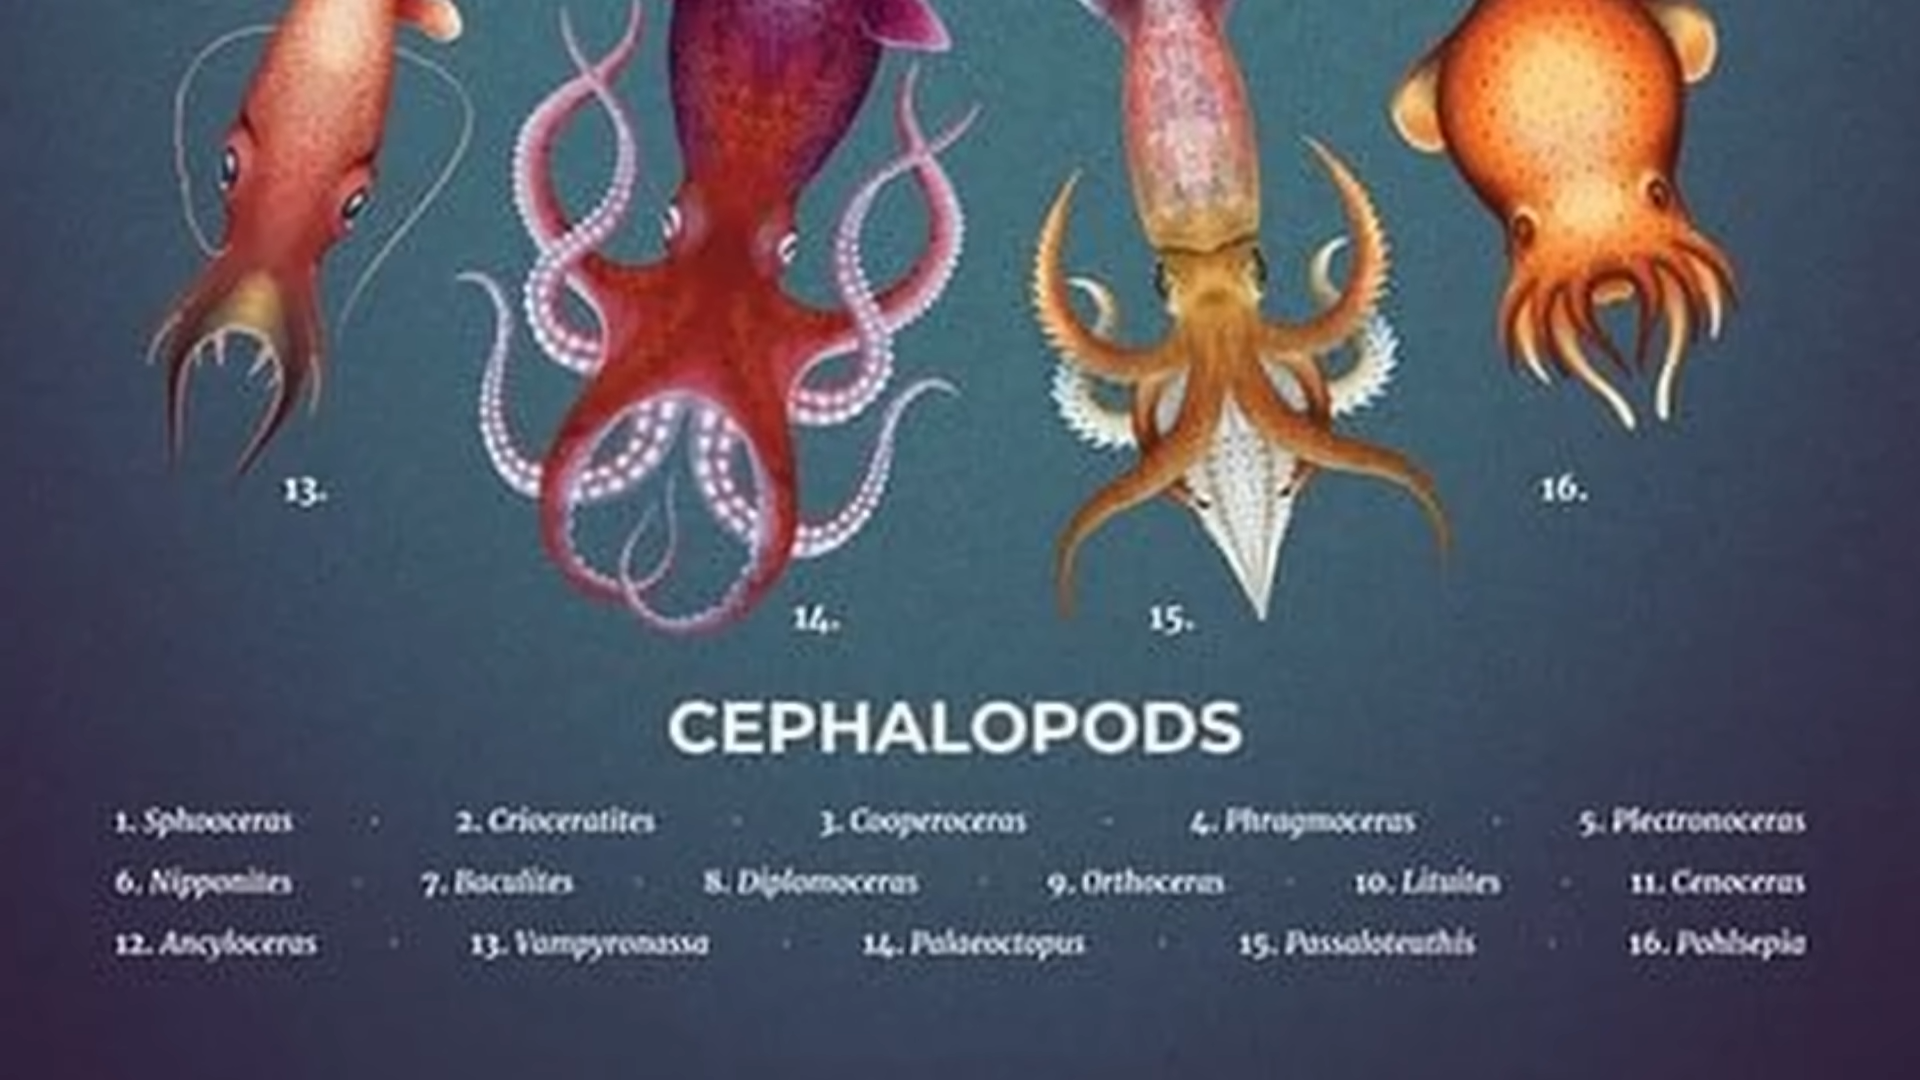 13.
16.
14.
15.
CEPHALOPODS
1. Sphooceras · 2. Crioceratites · 3. Cooperoceras · 4. Phragmoceras · 5. Plectronoceras
6. Nipponites · 7. Baculites · 8. Diplomoceras · 9. Orthoceras · 10. Lituites · 11. Cenoceras
12. Ancyloceras · 13. Vampyronassa · 14. Palaeoctopus · 15. Passaloteuthis · 16. Pohlsepia